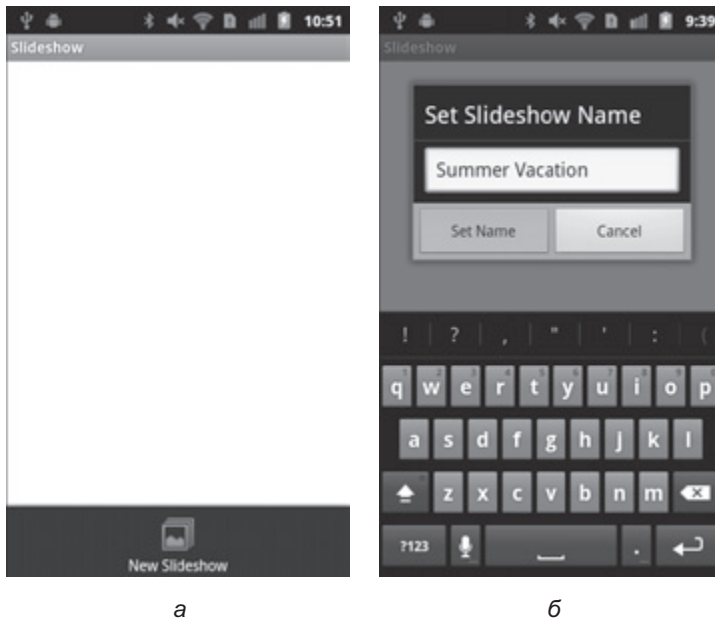 10:51
Slideshow
New Slideshow
а
9:39
Slideshow
Set Slideshow Name
Summer Vacation
Set Name
Cancel
! ? , " ' : (
q w e r t y u i o p
a s d f g h j k l
z x c v b n m
?123 .
б